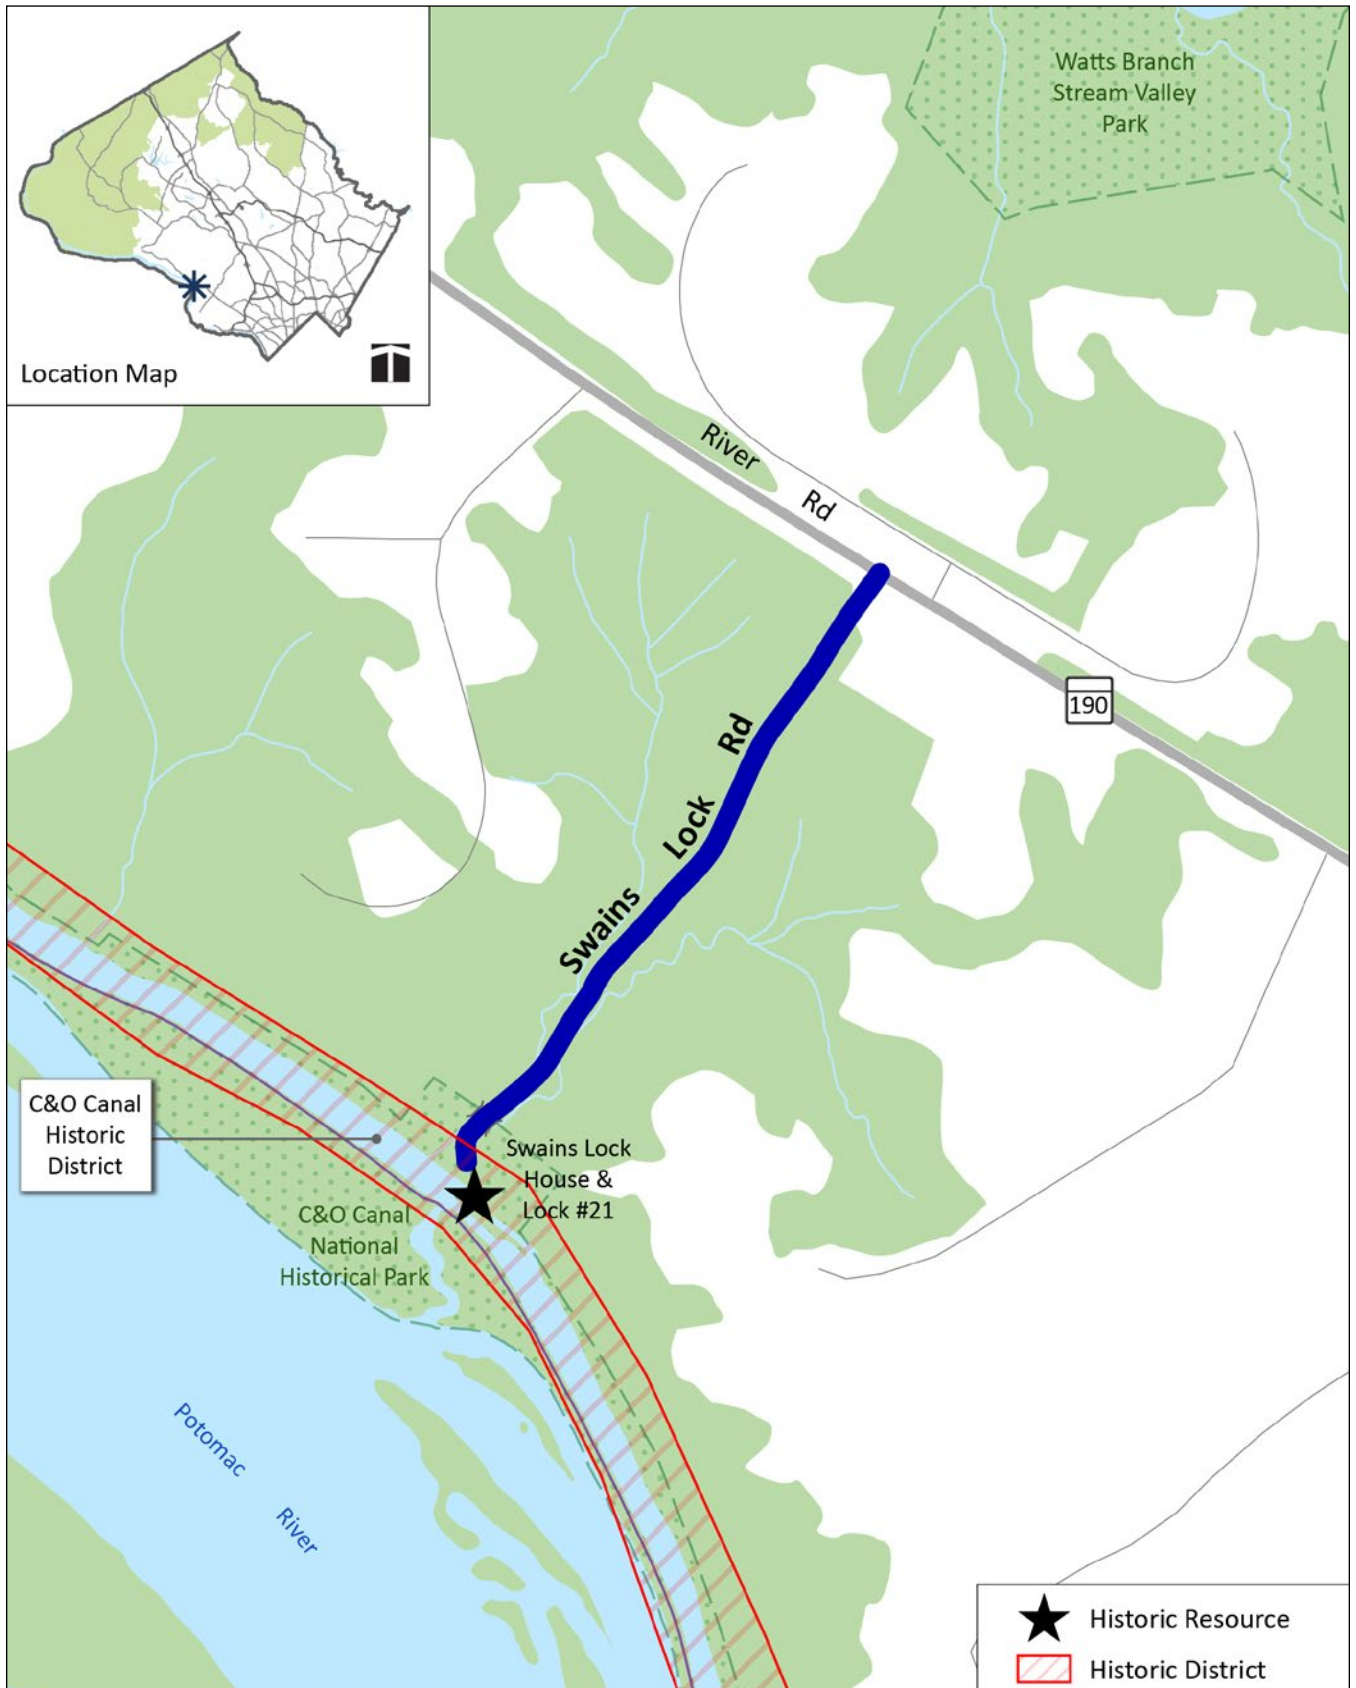 Location Map
Watts Branch
Stream Valley
Park
River
Rd
190
Swains Lock Rd
C&O Canal
Historic
District
Swains Lock
House &
Lock #21
C&O Canal
National
Historical Park
Potomac
River
Historic Resource
Historic District